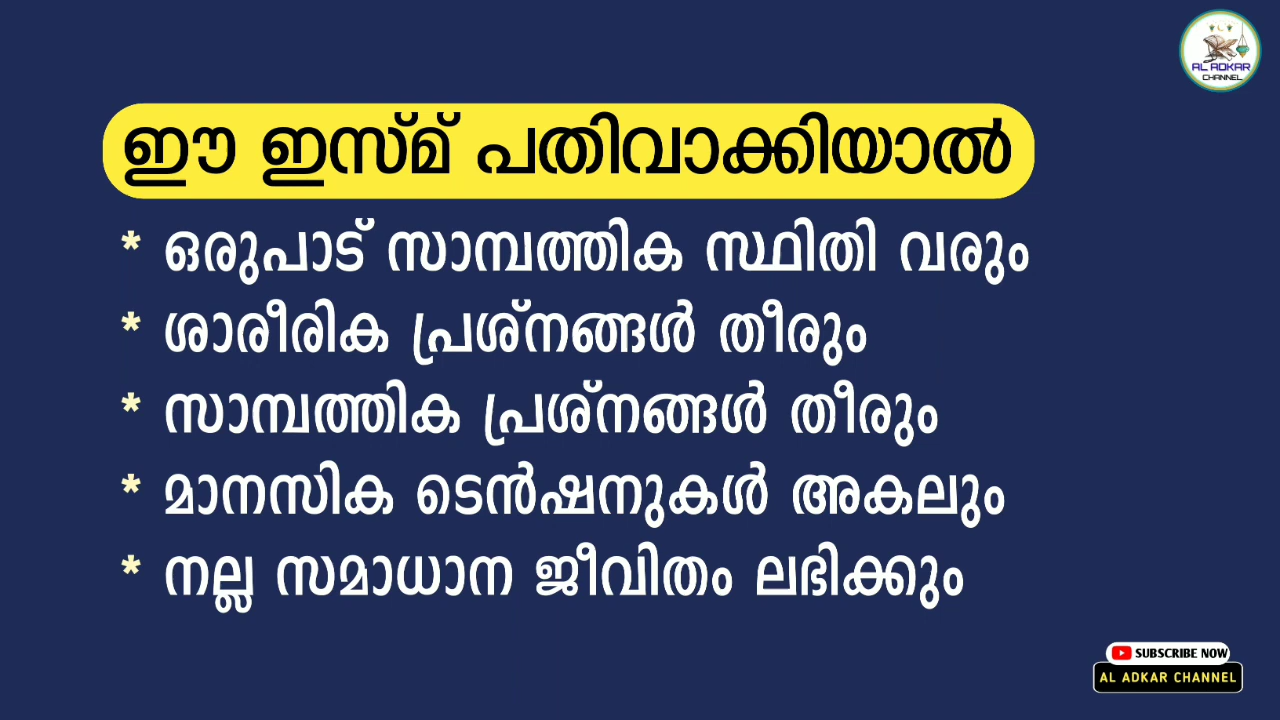 AL ADKAR
CHANNEL
ഈ ഇസ്മ് പതിവാക്കിയാൽ
* ഒരുപാട് സാമ്പത്തിക സ്ഥിതി വരും
* ശാരീരിക പ്രശ്നങ്ങൾ തീരും
* സാമ്പത്തിക പ്രശ്നങ്ങൾ തീരും
* മാനസിക ടെൻഷനുകൾ അകലും
* നല്ല സമാധാന ജീവിതം ലഭിക്കും
SUBSCRIBE NOW
AL ADKAR CHANNEL